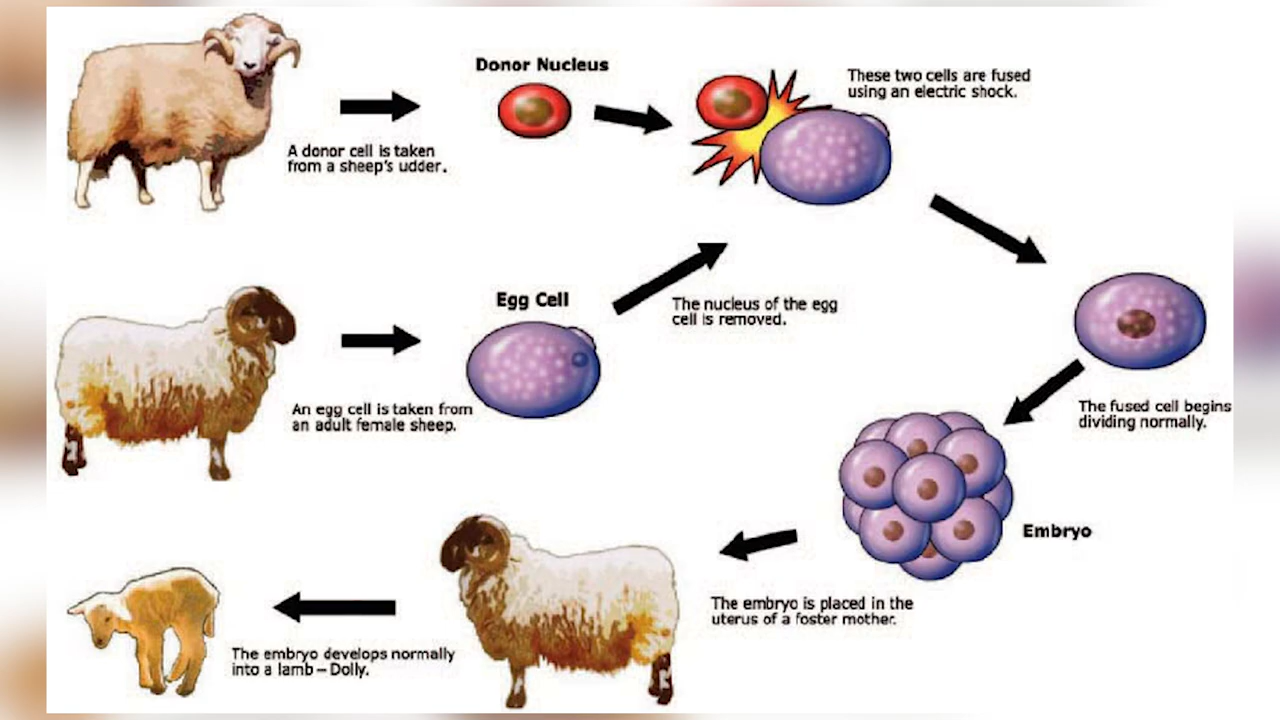 Donor Nucleus
These two cells are fused
using an electric shock.
A donor cell is taken
from a sheep's udder.
Egg Cell
The nucleus of the egg
cell is removed.
An egg cell is taken from
an adult female sheep.
The fused cell begins
dividing normally.
Embryo
The embryo is placed in the
uterus of a foster mother.
The embryo develops normally
into a lamb – Dolly.